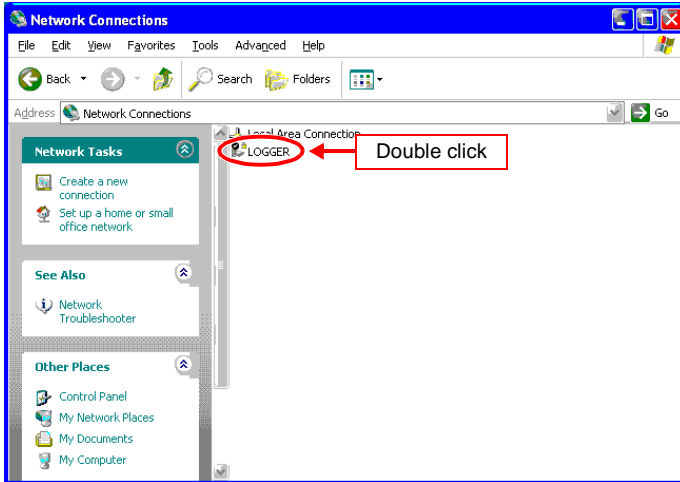 Network Connections
File Edit View Favorites Tools Advanced Help
Back Search Folders
Address Network Connections Go
Local Area Connection
LOGGER Double click
Network Tasks
Create a new
connection
Set up a home or small
office network
See Also
Network
Troubleshooter
Other Places
Control Panel
My Network Places
My Documents
My Computer